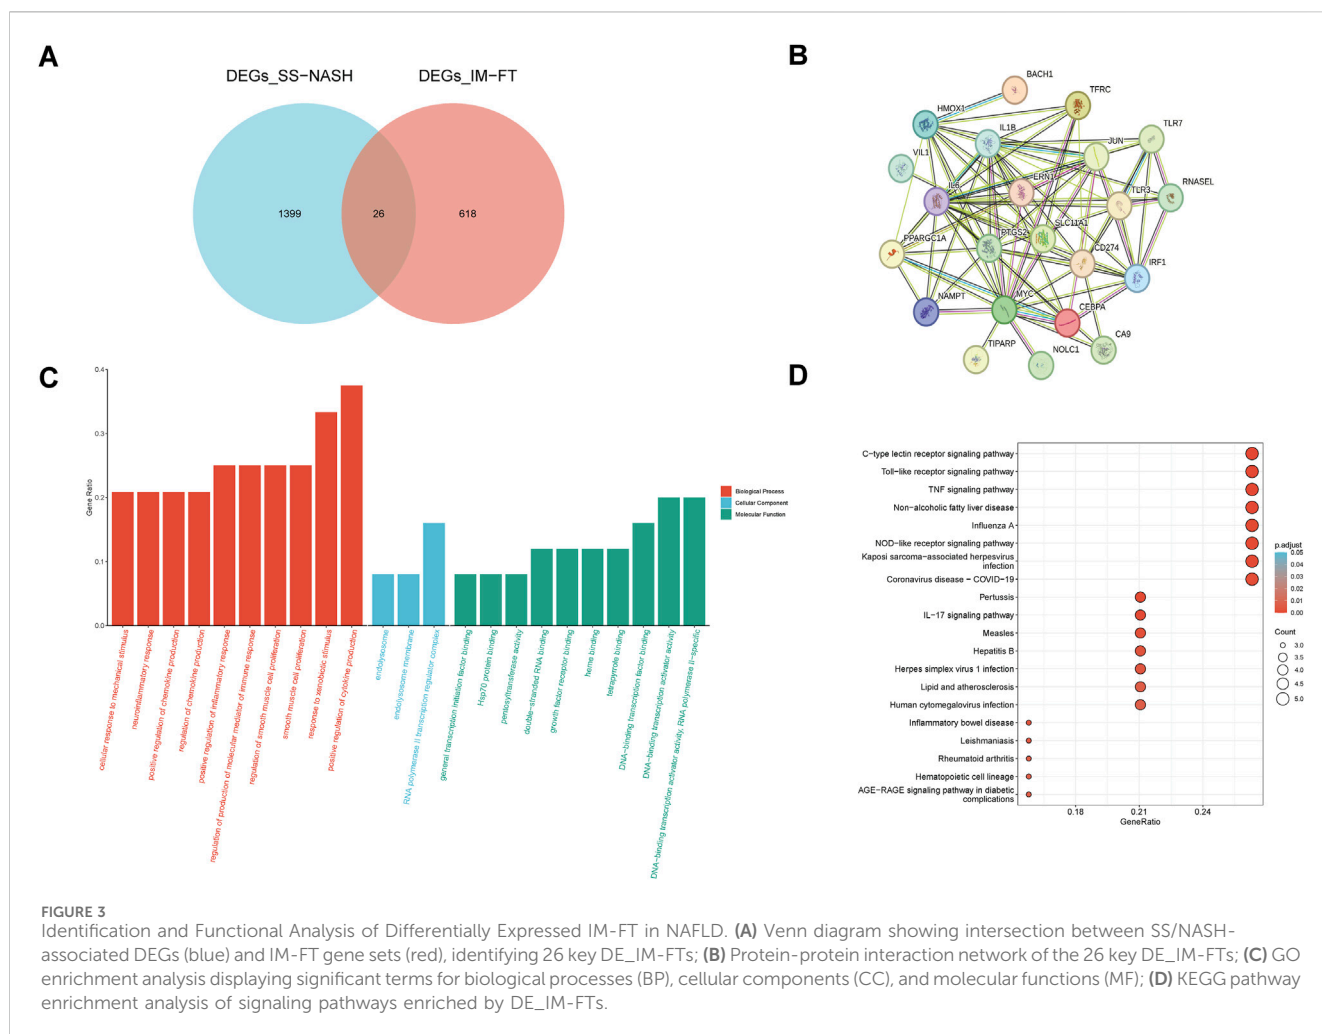 A
DEGs_SS−NASH
DEGs_IM−FT
1399
26
618
B
BACH1
TFRC
HMOX1
IL1B
JUN
TLR7
VIL1
ERN1
IL6
TLR3
RNASEL
SLC11A1
PTGS2
PPARGC1A
CD274
IRF1
NAMPT
MYC
CEBPA
CA9
TIPARP
NOLC1
C
0.4
0.3
0.2
0.1
0.0
Gene Ratio
Biological Process
Cellular Component
Molecular Function
cellular response to mechanical stimulus
neuroinflammatory response
positive regulation of chemokine production
regulation of chemokine production
positive regulation of inflammatory response
regulation of production of molecular mediator of immune response
regulation of smooth muscle cell proliferation
smooth muscle cell proliferation
response to xenobiotic stimulus
positive regulation of cytokine production
endolysosome
endolysosome membrane
RNA polymerase II transcription regulator complex
general transcription initiation factor binding
Hsp70 protein binding
pentosyltransferase activity
double−stranded RNA binding
growth factor receptor binding
heme binding
tetrapyrrole binding
DNA−binding transcription factor binding
DNA−binding transcription activator activity
DNA−binding transcription activator activity, RNA polymerase II−specific
D
C−type lectin receptor signaling pathway
Toll−like receptor signaling pathway
TNF signaling pathway
Non−alcoholic fatty liver disease
Influenza A
NOD−like receptor signaling pathway
Kaposi sarcoma−associated herpesvirus
infection
Coronavirus disease − COVID−19
Pertussis
IL−17 signaling pathway
Measles
Hepatitis B
Herpes simplex virus 1 infection
Lipid and atherosclerosis
Human cytomegalovirus infection
Inflammatory bowel disease
Leishmaniasis
Rheumatoid arthritis
Hematopoietic cell lineage
AGE−RAGE signaling pathway in diabetic
complications
0.18
0.21
0.24
GeneRatio
p.adjust
0.05
0.04
0.03
0.02
0.01
0.00
Count
3.0
3.5
4.0
4.5
5.0
FIGURE 3
Identification and Functional Analysis of Differentially Expressed IM-FT in NAFLD. (A) Venn diagram showing intersection between SS/NASH-
associated DEGs (blue) and IM-FT gene sets (red), identifying 26 key DE_IM-FTs; (B) Protein-protein interaction network of the 26 key DE_IM-FTs; (C) GO
enrichment analysis displaying significant terms for biological processes (BP), cellular components (CC), and molecular functions (MF); (D) KEGG pathway
enrichment analysis of signaling pathways enriched by DE_IM-FTs.